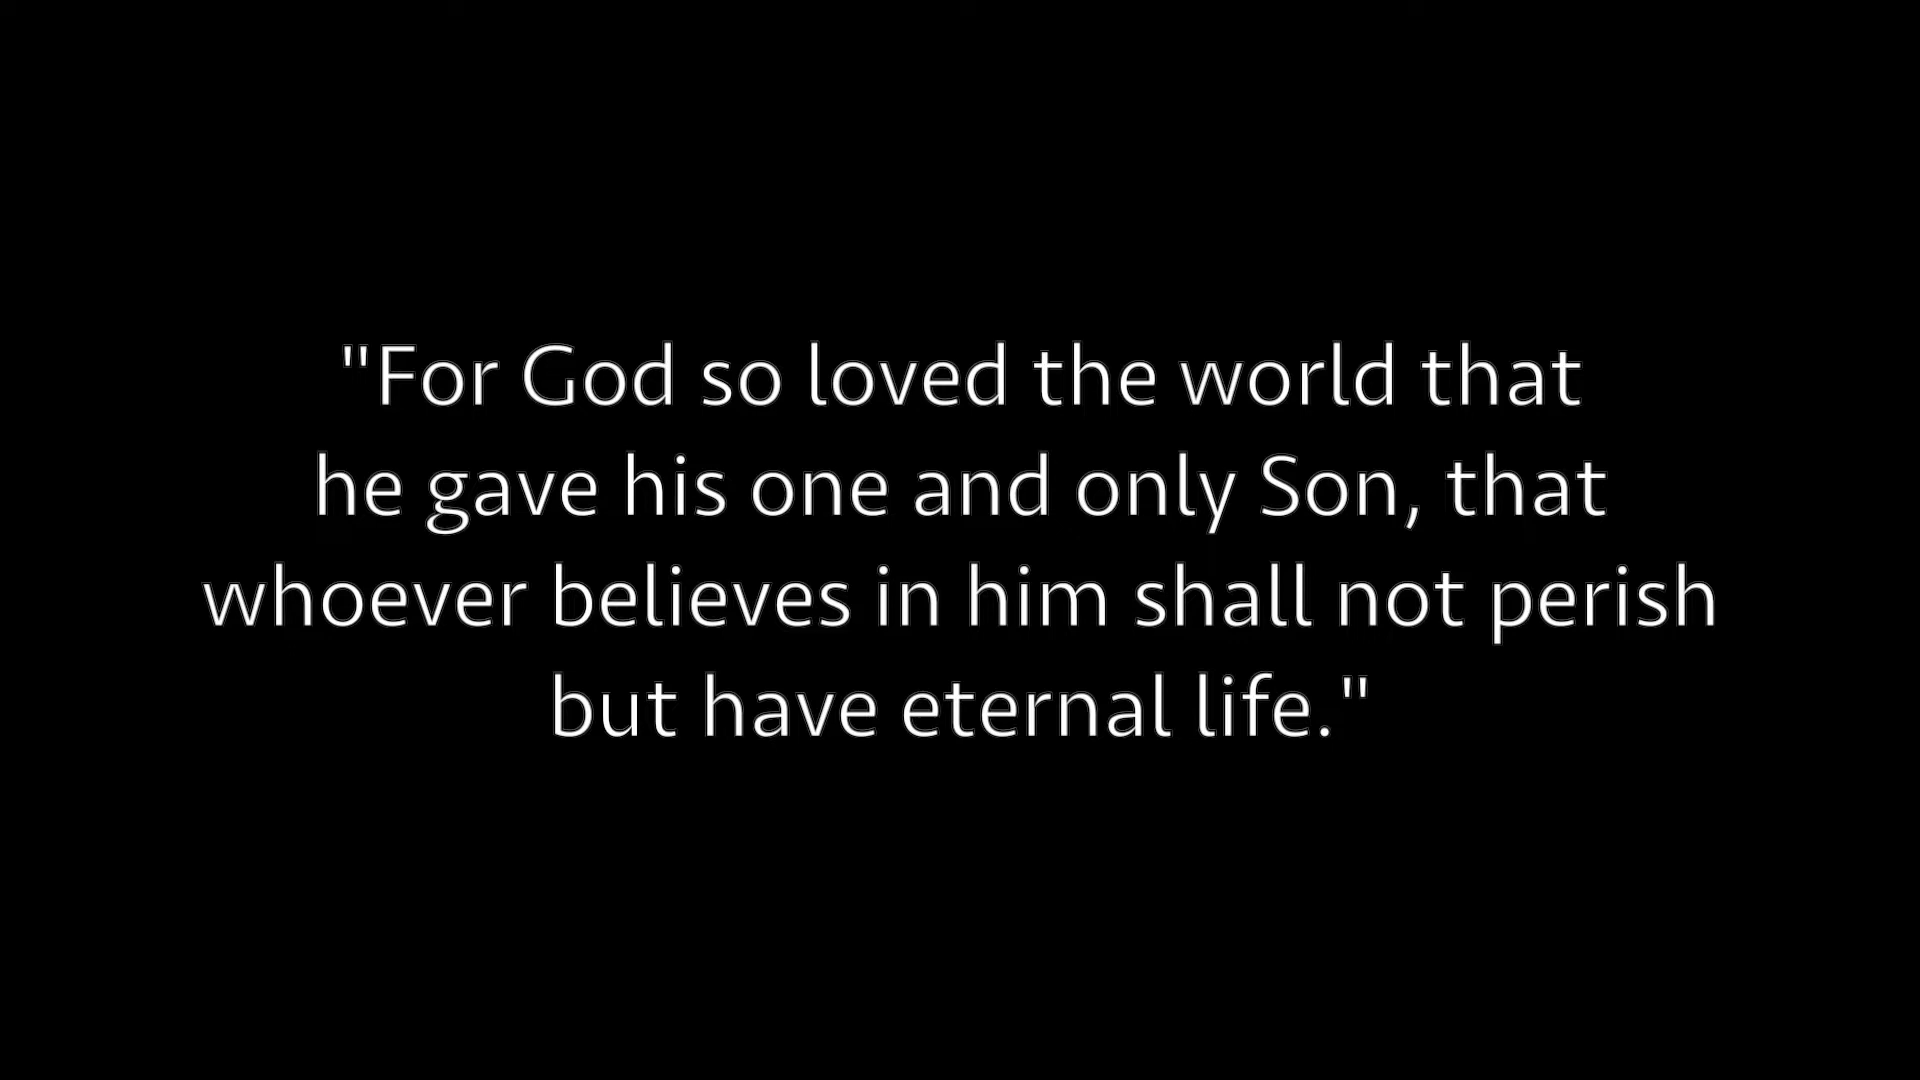 "For God so loved the world that
he gave his one and only Son, that
whoever believes in him shall not perish
but have eternal life."